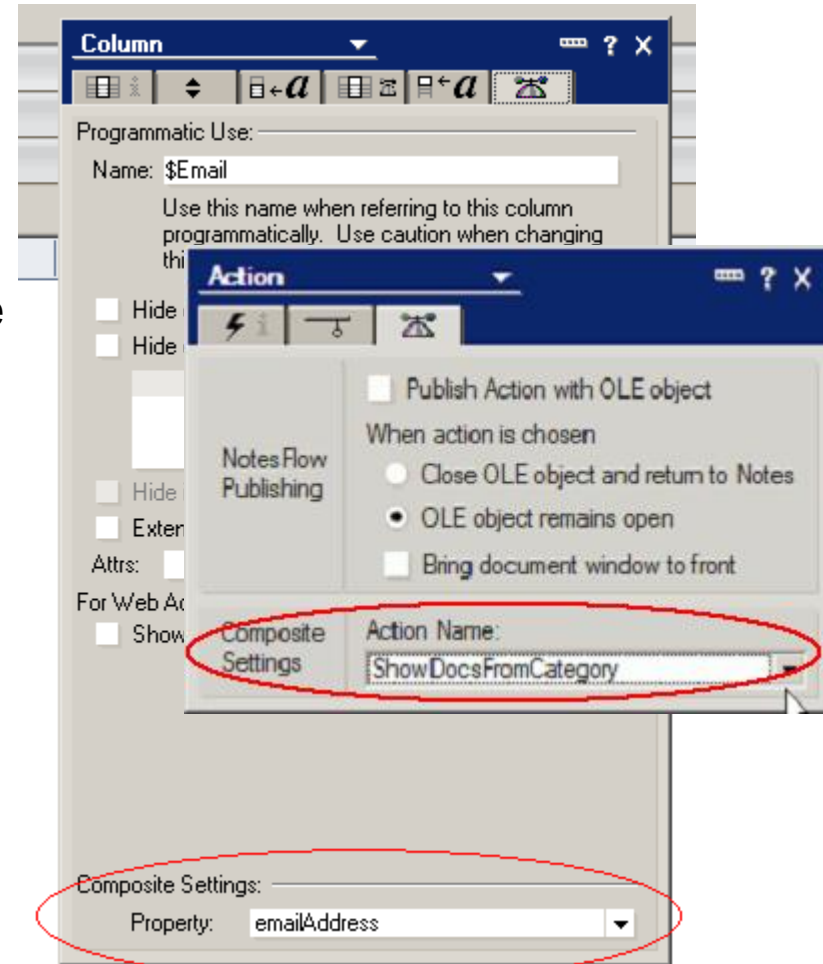 Column
? X
a
a
Programmatic Use:
Name: $Email
Use this name when referring to this column
programmatically. Use caution when changing
thi
Hide
Hide
Hide
Exten
Attrs:
For Web Ac
Show
Composite Settings:
Property: emailAddress
e
Action
? X
NotesFlow
Publishing
Publish Action with OLE object
When action is chosen
Close OLE object and return to Notes
OLE object remains open
Bring document window to front
Composite
Settings
Action Name:
ShowDocsFromCategory